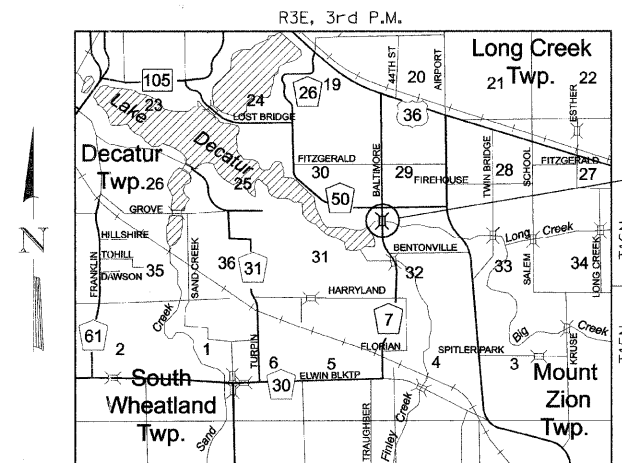 R3E, 3rd P.M.
Long Creek
Twp.
105
23
24
26
19
44TH ST
20
AIRPORT
21
22
ESTHER
36
Lake
Decatur
LOST BRIDGE
Decatur
Twp.
26
25
FITZGERALD
30
50
BALTIMORE
29
FIREHOUSE
TWIN BRIDGE
28
SCHOOL
FITZGERALD
27
GROVE
HILLSHIRE
TOHILL
DAWSON
FRANKLIN
35
SAND CREEK
36
31
31
BENTONVILLE
32
Long Creek
33
SALEM
34
LONG CREEK
T16N
N
HARRYLAND
61
2
Creek
1
TURPIN
7
FLORIAN
6
5
4
SPITLER PARK
3
Big Creek
KRUSE
T15N
30
ELWIN BLKTP
South
Wheatland
Twp.
Sand
TRAUGHBER
Finley Creek
Mount
Zion
Twp.